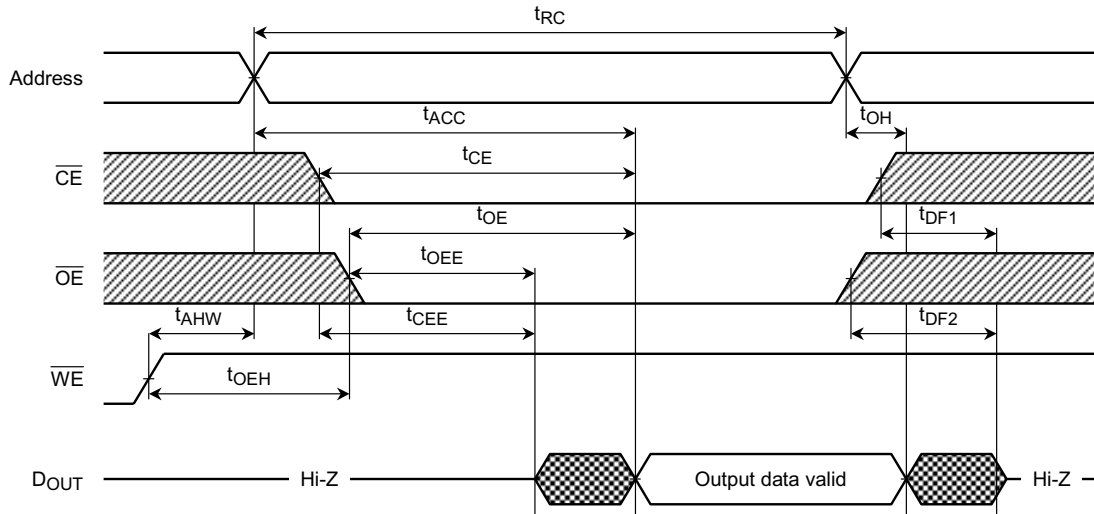 tRC
Address
tACC
tOH
CE
tCE
tOE
tDF1
OE
tOEE
tAHW
tCEE
tDF2
WE
tOEH
DOUT
Hi-Z
Output data valid
Hi-Z